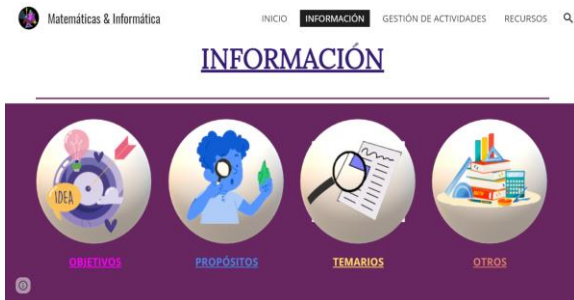 Matemáticas & Informática
INICIO INFORMACIÓN GESTIÓN DE ACTIVIDADES RECURSOS
INFORMACIÓN
IDEA
OBJETIVOS PROPÓSITOS TEMARIOS OTROS